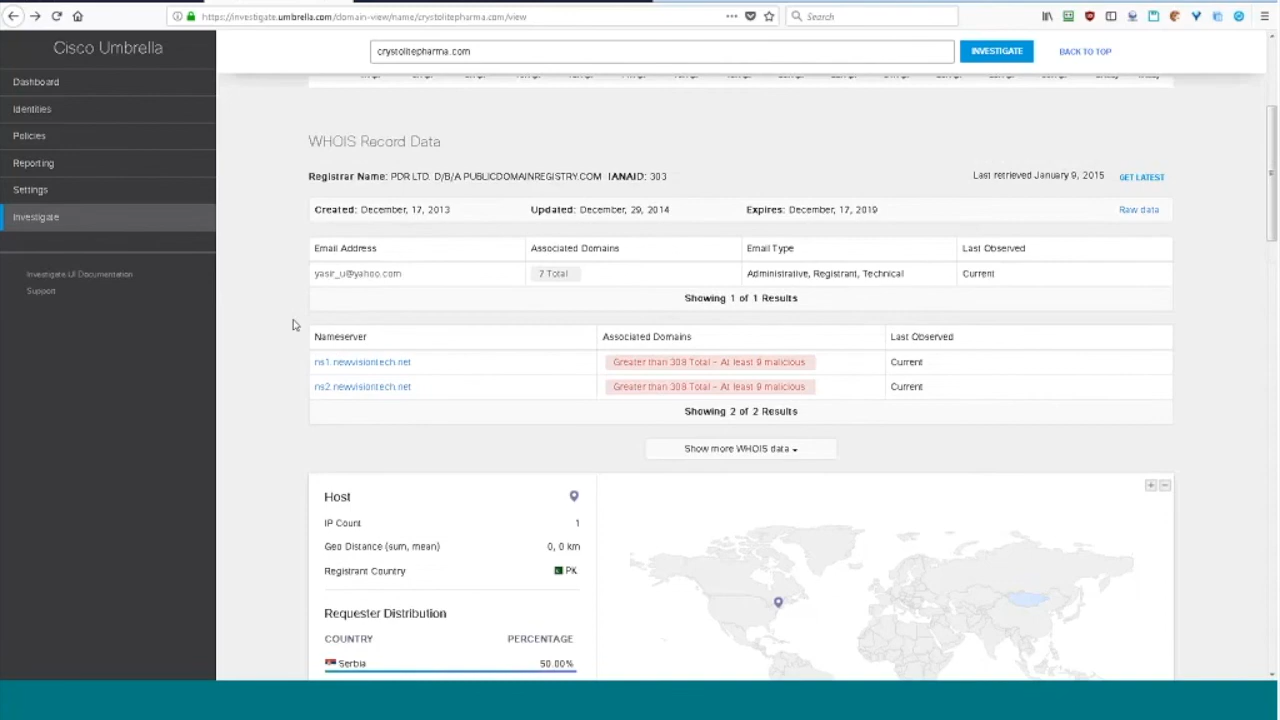 https://investigate.umbrella.com/domain-view/name/crystolitepharma.com/view
Search
Cisco Umbrella
crystolitepharma.com
INVESTIGATE
BACK TO TOP
Dashboard
Identities
Policies
Reporting
Settings
Investigate
Investigate UI Documentation
Support
WHOIS Record Data
Registrar Name: PDR LTD. D/B/A PUBLICDOMAINREGISTRY.COM IANAID: 303
Last retrieved January 9, 2015 GET LATEST
Created: December, 17, 2013 Updated: December, 29, 2014 Expires: December, 17, 2019 Raw data
Email Address Associated Domains Email Type Last Observed
yasir_u@yahoo.com 7 Total Administrative, Registrant, Technical Current
Showing 1 of 1 Results
Nameserver Associated Domains Last Observed
ns1.newvisiontech.net Greater than 308 Total - At least 9 malicious Current
ns2.newvisiontech.net Greater than 308 Total - At least 9 malicious Current
Showing 2 of 2 Results
Show more WHOIS data
Host
IP Count 1
Geo Distance (sum, mean) 0, 0 km
Registrant Country PK
Requester Distribution
COUNTRY PERCENTAGE
Serbia 50.00%